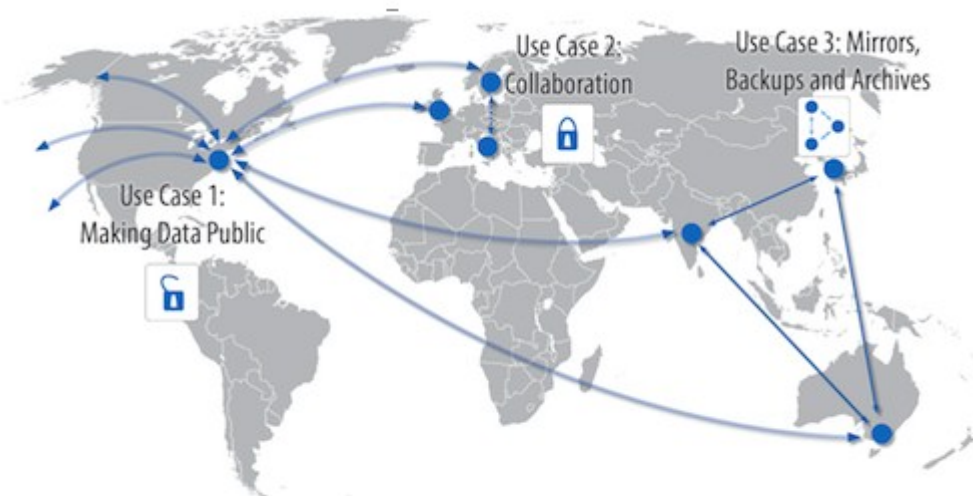 Use Case 2:
Collaboration
Use Case 3: Mirrors,
Backups and Archives
Use Case 1:
Making Data Public